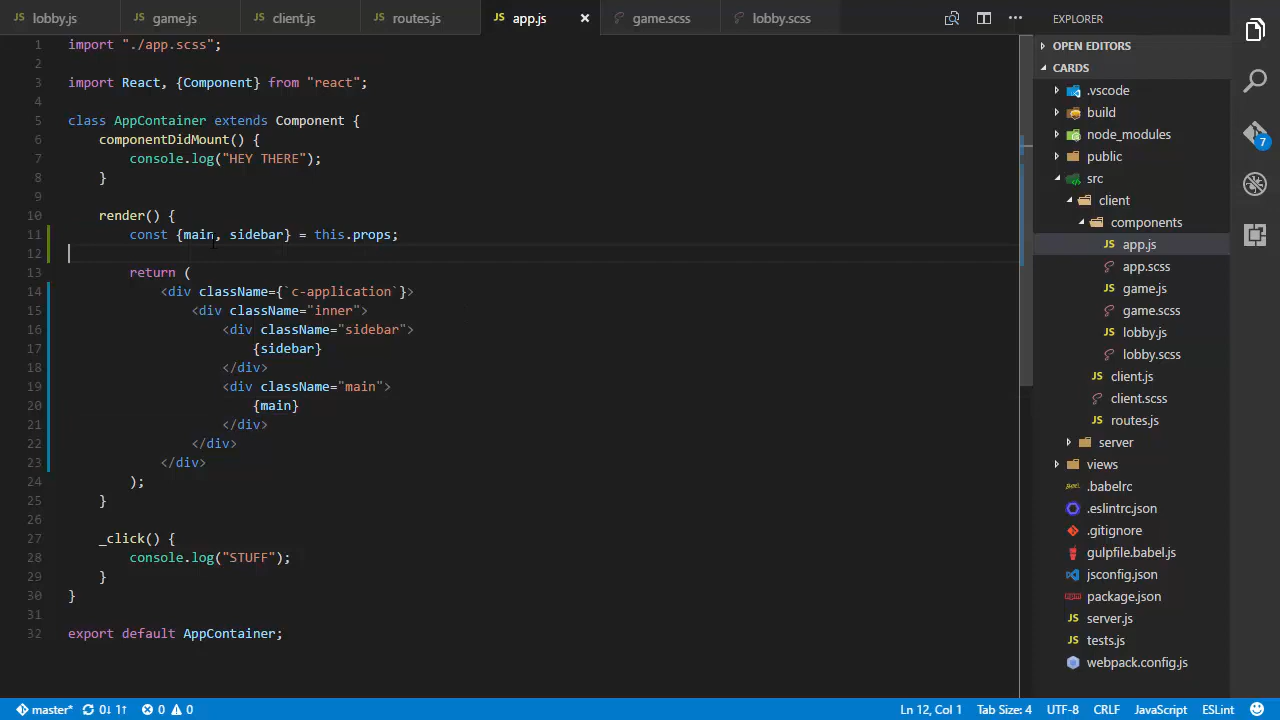 lobby.js game.js client.js routes.js app.js game.scss lobby.scss
1 import "./app.scss";
2
3 import React, {Component} from "react";
4
5 class AppContainer extends Component {
6 componentDidMount() {
7 console.log("HEY THERE");
8 }
9
10 render() {
11 const {main, sidebar} = this.props;
12
13 return (
14 <div className={`c-application`}>
15 <div className="inner">
16 <div className="sidebar">
17 {sidebar}
18 </div>
19 <div className="main">
20 {main}
21 </div>
22 </div>
23 </div>
24 );
25 }
26
27 _click() {
28 console.log("STUFF");
29 }
30 }
31
32 export default AppContainer;
EXPLORER
OPEN EDITORS
CARDS
.vscode
build
node_modules
public
src
client
components
JS app.js
app.scss
JS game.js
game.scss
JS lobby.js
lobby.scss
JS client.js
client.scss
JS routes.js
server
views
.babelrc
.eslintrc.json
.gitignore
gulpfile.babel.js
jsconfig.json
package.json
JS server.js
JS tests.js
webpack.config.js
7
master* 0↓ 1↑ 0 0 Ln 12, Col 1 Tab Size: 4 UTF-8 CRLF JavaScript ESLint